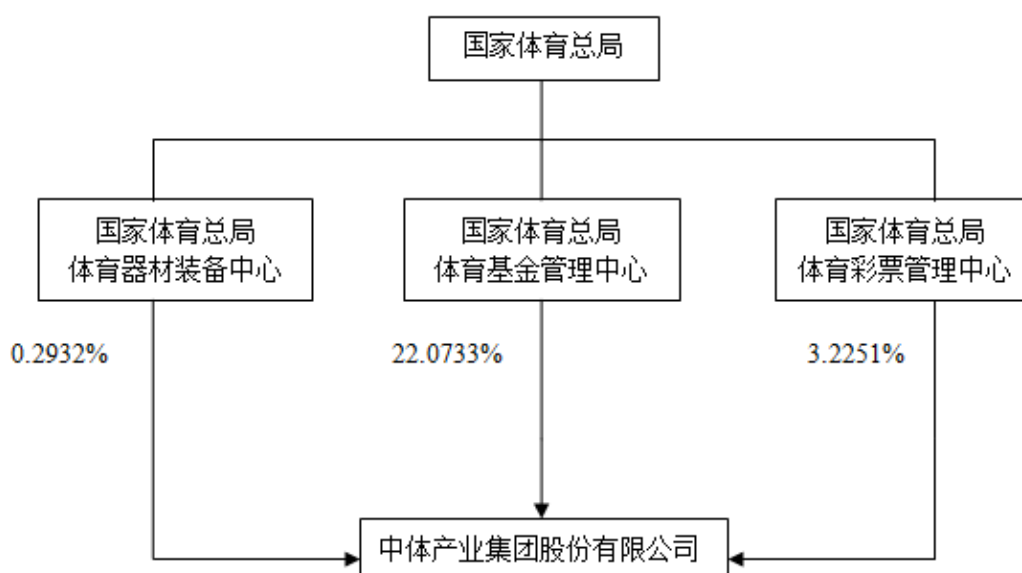 国家体育总局
国家体育总局
体育器材装备中心
国家体育总局
体育基金管理中心
国家体育总局
体育彩票管理中心
0.2932%
22.0733%
3.2251%
中体产业集团股份有限公司